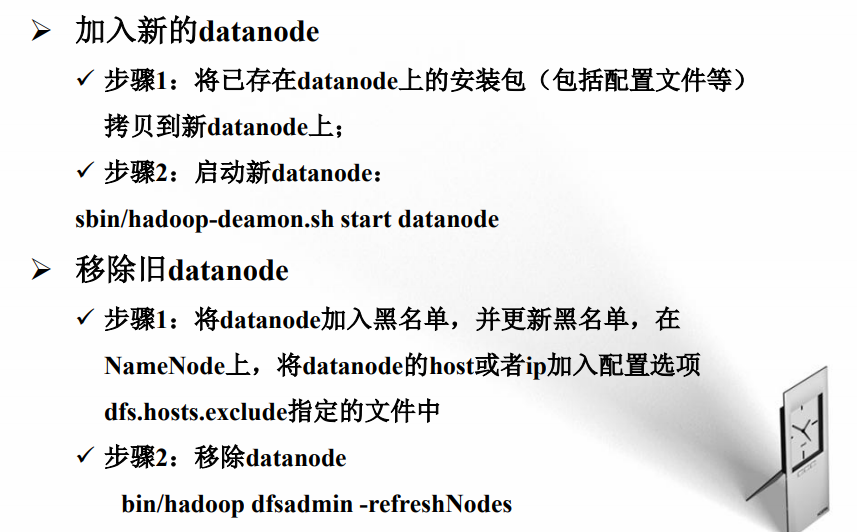 ➢ 加入新的datanode
✓ 步骤1：将已存在datanode上的安装包（包括配置文件等）
拷贝到新datanode上；
✓ 步骤2：启动新datanode：
sbin/hadoop-deamon.sh start datanode
➢ 移除旧datanode
✓ 步骤1：将datanode加入黑名单，并更新黑名单，在
NameNode上，将datanode的host或者ip加入配置选项
dfs.hosts.exclude指定的文件中
✓ 步骤2：移除datanode
bin/hadoop dfsadmin -refreshNodes